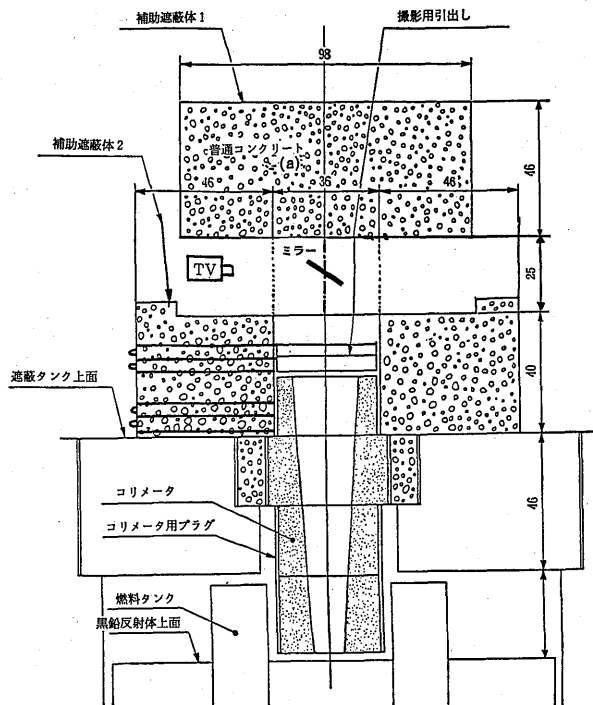 補助遮蔽体1
撮影用引出し
98
補助遮蔽体2
普通コンクリート
(a)
46
46
36
46
ミラー
25
TV
遮蔽タンク上面
40
コリメータ
46
コリメータ用プラグ
燃料タンク
黒鉛反射体上面